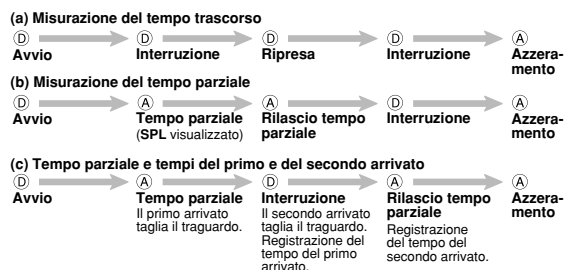 (a) Misurazione del tempo trascorso
Ⓓ Ⓓ Ⓓ Ⓓ Ⓐ
Avvio Interruzione Ripresa Interruzione Azzera-
mento
(b) Misurazione del tempo parziale
Ⓓ Ⓐ Ⓐ Ⓓ Ⓐ
Avvio Tempo parziale Rilascio tempo Interruzione Azzera-
(SPL visualizzato) parziale mento
(c) Tempo parziale e tempi del primo e del secondo arrivato
Ⓓ Ⓐ Ⓓ Ⓐ Ⓐ
Avvio Tempo parziale Interruzione Rilascio tempo Azzera-
Il primo arrivato Il secondo arrivato parziale mento
taglia il traguardo. taglia il traguardo. Registrazione
Registrazione del del tempo del
tempo del primo secondo arrivato.
arrivato.